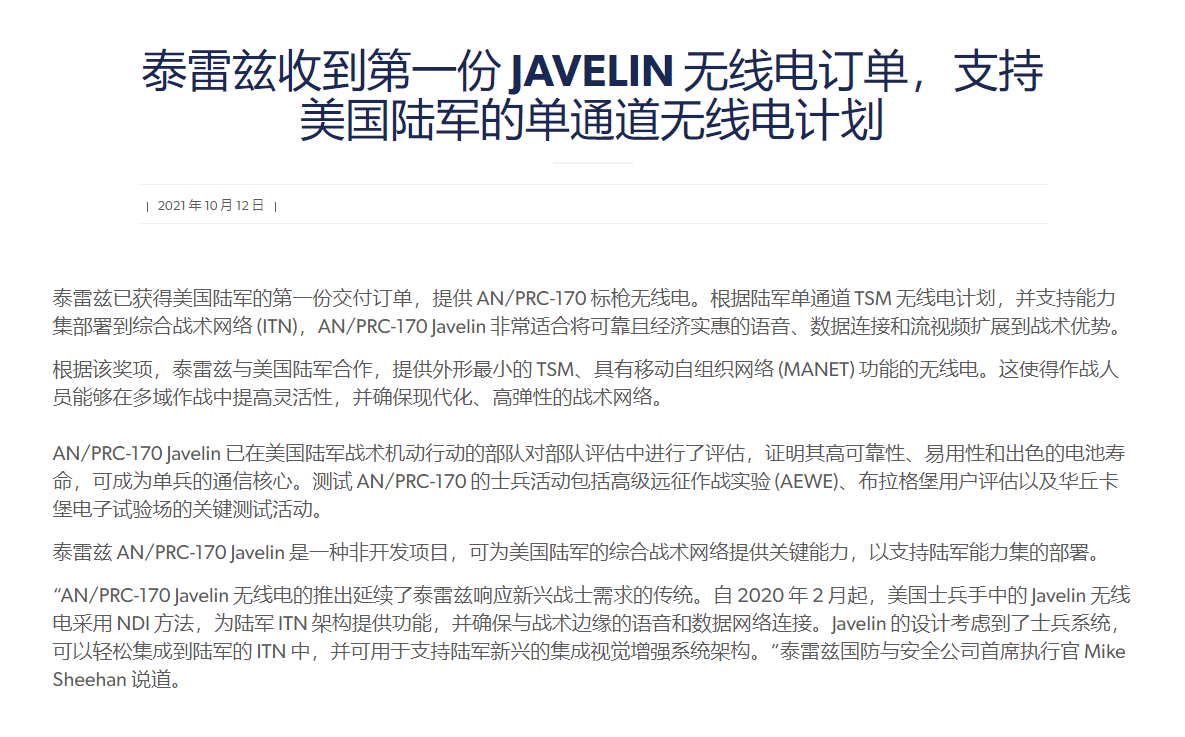 泰雷兹收到第一份 JAVELIN 无线电订单，支持
美国陆军的单通道无线电计划
| 2021 年 10 月 12 日 |
泰雷兹已获得美国陆军的第一份交付订单，提供 AN/PRC-170 标枪无线电。根据陆军单通道 TSM 无线电计划，并支持能力
集部署到综合战术网络 (ITN)，AN/PRC-170 Javelin 非常适合将可靠且经济实惠的语音、数据连接和流视频扩展到战术优势。
根据该奖项，泰雷兹与美国陆军合作，提供外形最小的 TSM、具有移动自组织网络 (MANET) 功能的无线电。这使得作战人
员能够在多域作战中提高灵活性，并确保现代化、高弹性的战术网络。
AN/PRC-170 Javelin 已在美国陆军战术机动行动的部队对部队评估中进行了评估，证明其高可靠性、易用性和出色的电池寿
命，可成为单兵的通信核心。测试 AN/PRC-170 的士兵活动包括高级远征作战实验 (AEWE)、布拉格堡用户评估以及华丘卡
堡电子试验场的关键测试活动。
泰雷兹 AN/PRC-170 Javelin 是一种非开发项目，可为美国陆军的综合战术网络提供关键能力，以支持陆军能力集的部署。
“AN/PRC-170 Javelin 无线电的推出延续了泰雷兹响应新兴战士需求的传统。自 2020 年 2 月起，美国士兵手中的 Javelin 无线
电采用 NDI 方法，为陆军 ITN 架构提供功能，并确保与战术边缘的语音和数据网络连接。Javelin 的设计考虑到了士兵系统，
可以轻松集成到陆军的 ITN 中，并可用于支持陆军新兴的集成视觉增强系统架构。”泰雷兹国防与安全公司首席执行官 Mike
Sheehan 说道。